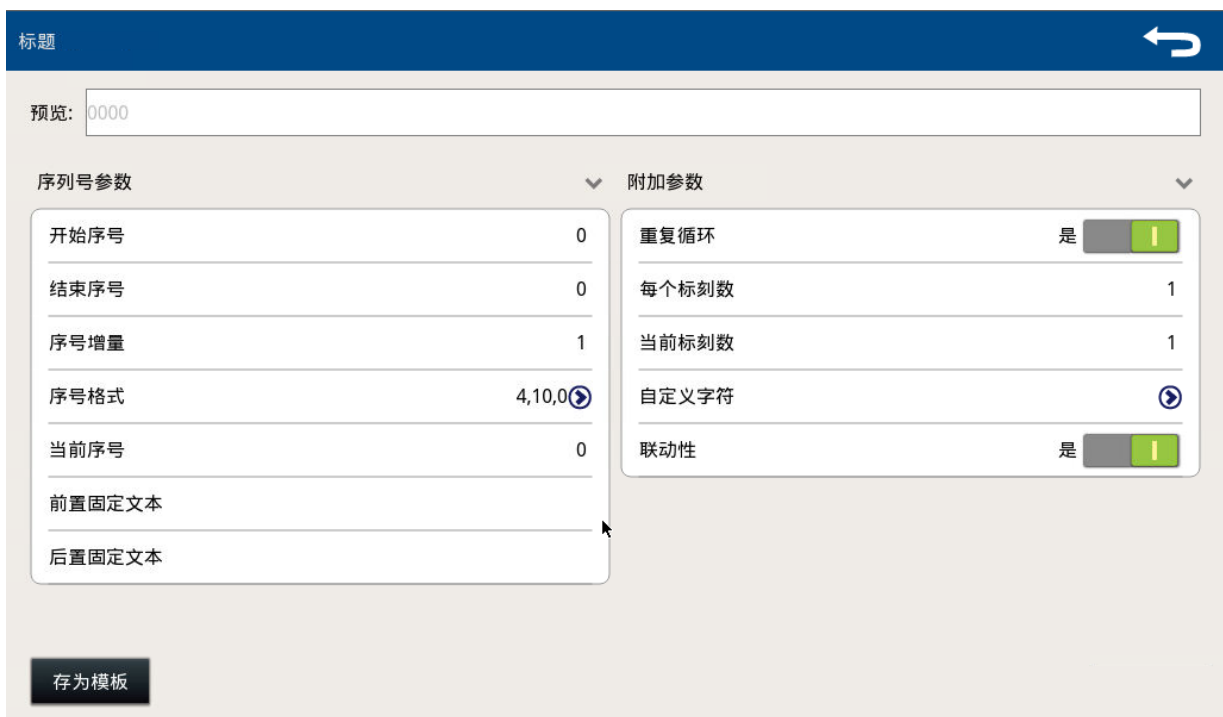 标题
预览: 0000
序列号参数
开始序号 0
结束序号 0
序号增量 1
序号格式 4,10,0
当前序号 0
前置固定文本
后置固定文本
附加参数
重复循环 是
每个标刻数 1
当前标刻数 1
自定义字符
联动性 是
存为模板